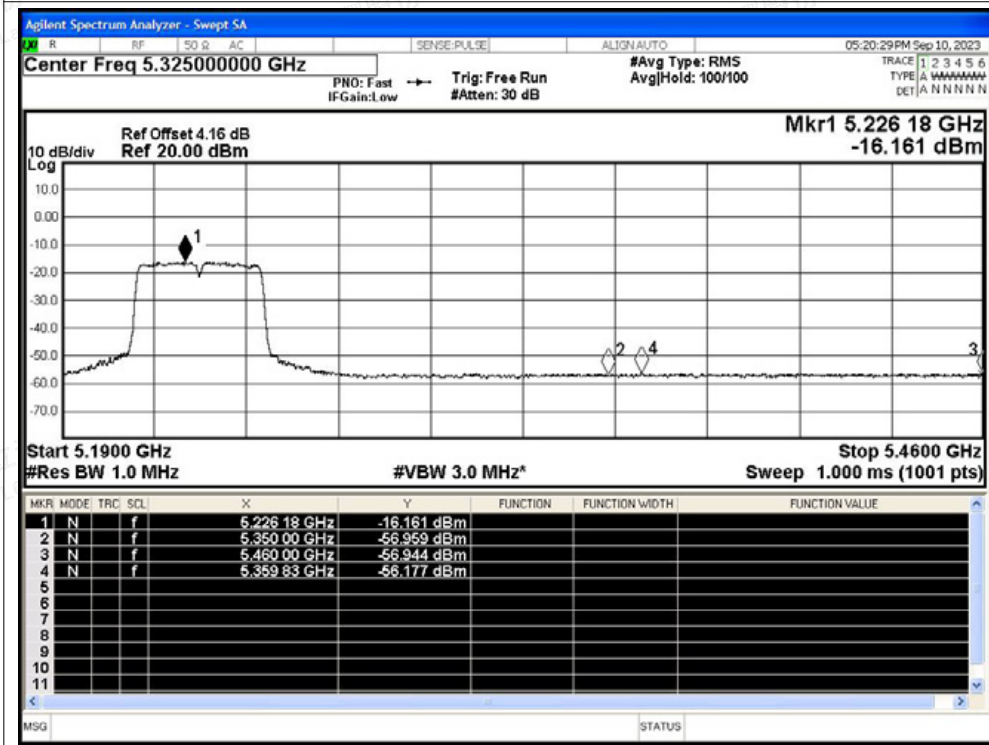 Agilent Spectrum Analyzer - Swept SA
LXI R RF 50 Ω AC SENSE:PULSE ALIGN AUTO 05:20:29 PM Sep 10, 2023
Center Freq 5.325000000 GHz
PNO: Fast
IFGain:Low
Trig: Free Run
#Atten: 30 dB
#Avg Type: RMS
Avg|Hold: 100/100
TRACE 1 2 3 4 5 6
TYPE A WWWWWW
DET A N N N N N
Mkr1 5.226 18 GHz
-16.161 dBm
Ref Offset 4.16 dB
10 dB/div Ref 20.00 dBm
Log
10.0
0.00
-10.0
-20.0
-30.0
-40.0
-50.0
-60.0
-70.0
1
2
4
3
Start 5.1900 GHz Stop 5.4600 GHz
#Res BW 1.0 MHz #VBW 3.0 MHz* Sweep 1.000 ms (1001 pts)
MKR MODE TRC SCL X Y FUNCTION FUNCTION WIDTH FUNCTION VALUE
1 N f 5.226 18 GHz -16.161 dBm
2 N f 5.350 00 GHz -56.959 dBm
3 N f 5.460 00 GHz -56.944 dBm
4 N f 5.359 83 GHz -56.177 dBm
5
6
7
8
9
10
11
MSG STATUS